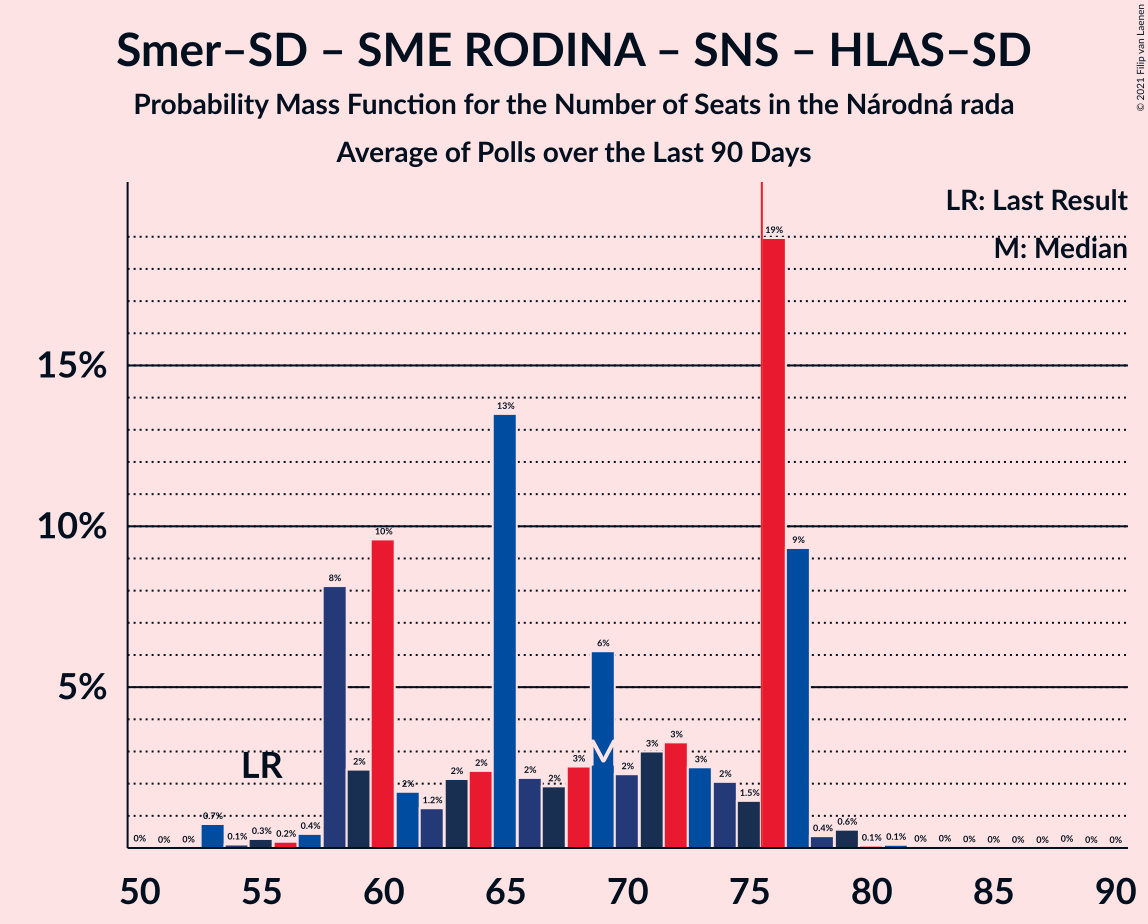 Smer–SD – SME RODINA – SNS – HLAS–SD
Probability Mass Function for the Number of Seats in the Národná rada
Average of Polls over the Last 90 Days
© 2021 Filip van Laenen
LR: Last Result
M: Median
15%
10%
5%
LR
M
0% 0% 0% 0.7% 0.1% 0.3% 0.2% 0.4% 8% 2% 10% 2% 1.2% 2% 2% 13% 2% 2% 3% 6% 2% 3% 3% 3% 2% 1.5% 19% 9% 0.4% 0.6% 0.1% 0.1% 0% 0% 0% 0% 0% 0% 0% 0% 0%
50 55 60 65 70 75 80 85 90